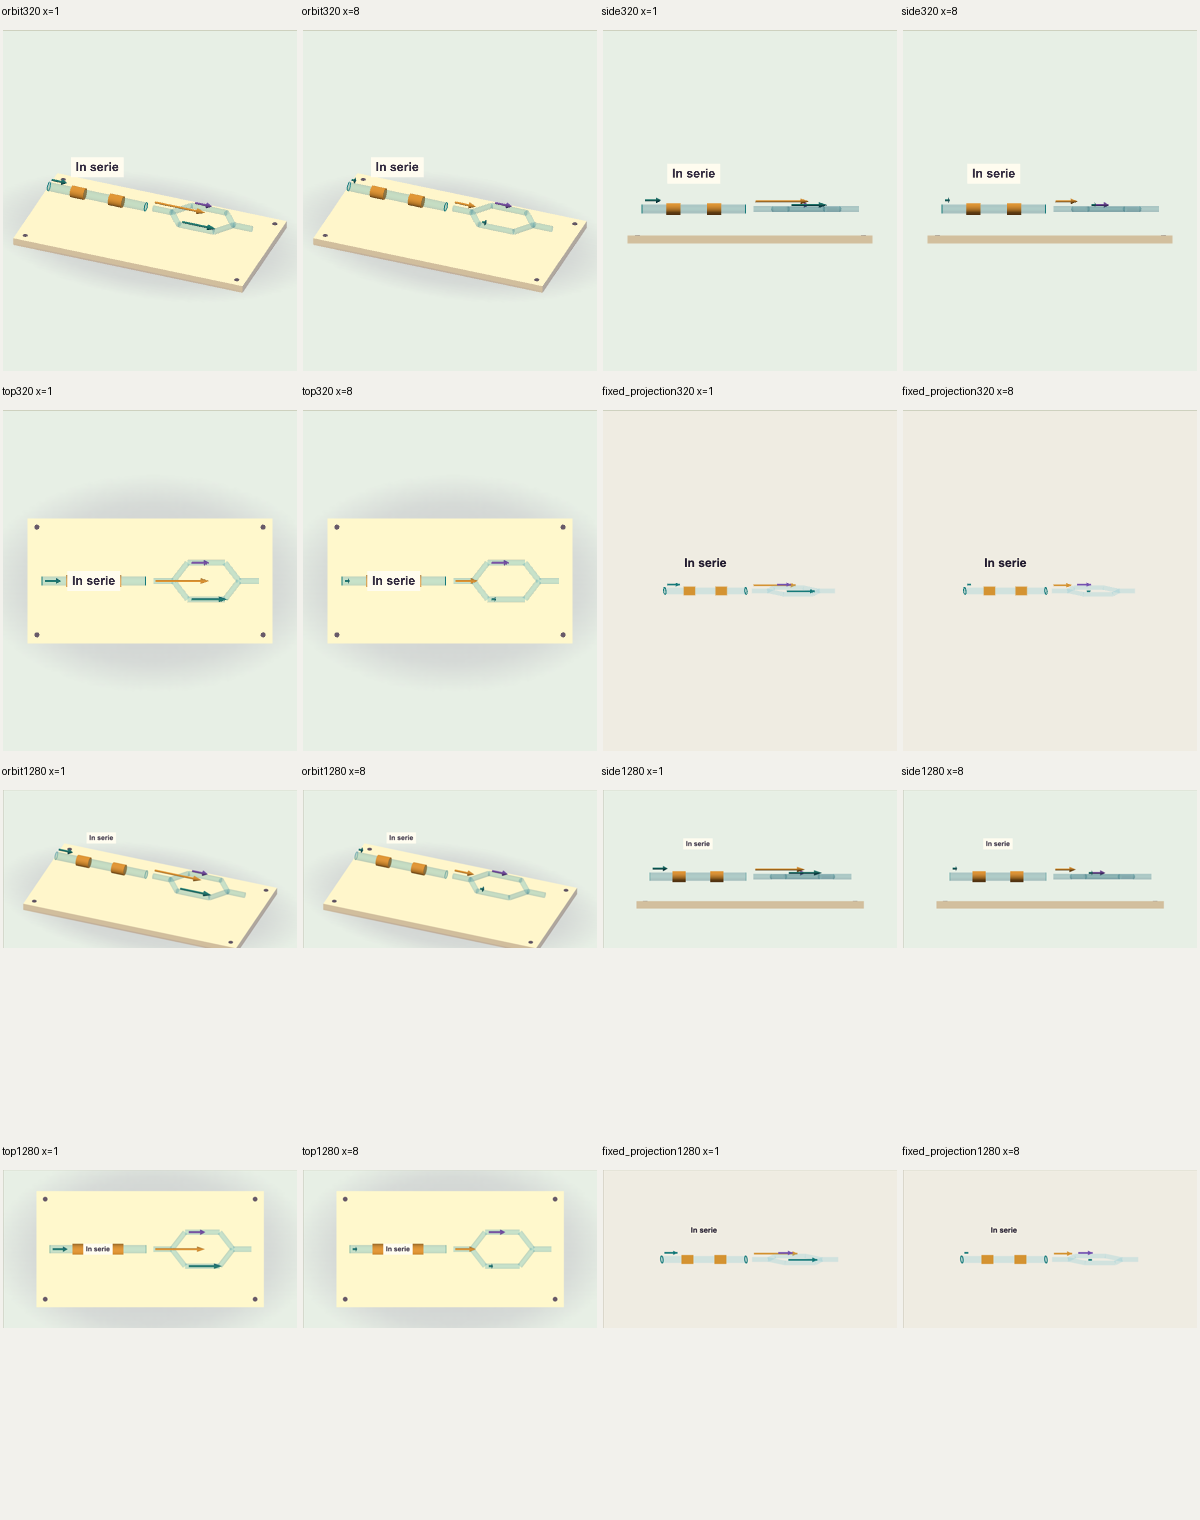 orbit320 x=1
orbit320 x=8
side320 x=1
side320 x=8
In serie
In serie
In serie
In serie
top320 x=1
top320 x=8
fixed_projection320 x=1
fixed_projection320 x=8
In serie
In serie
In serie
In serie
orbit1280 x=1
orbit1280 x=8
side1280 x=1
side1280 x=8
In serie
In serie
In serie
In serie
top1280 x=1
top1280 x=8
fixed_projection1280 x=1
fixed_projection1280 x=8
In serie
In serie
In serie
In serie